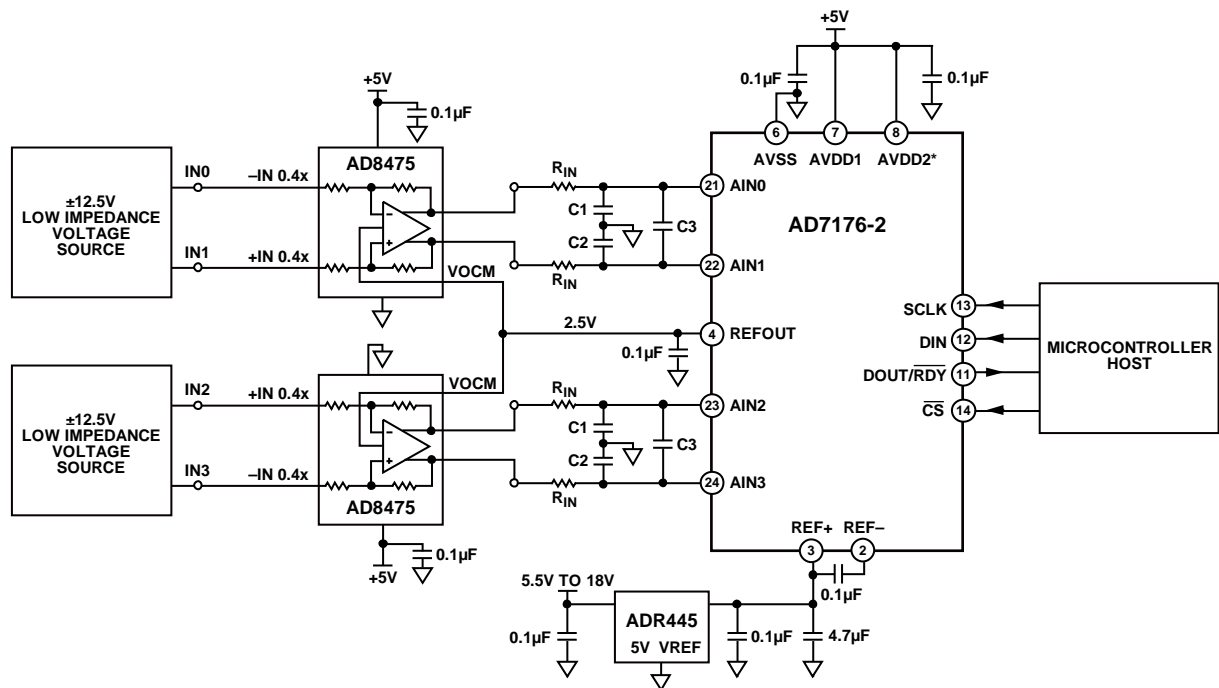 +5V
0.1µF
0.1µF
+5V
0.1µF
6
7
8
AVSS
AVDD1
AVDD2*
±12.5V
LOW IMPEDANCE
VOLTAGE
SOURCE
IN0
–IN 0.4x
IN1
+IN 0.4x
AD8475
VOCM
RIN
C1
C2
C3
RIN
21
AIN0
22
AIN1
AD7176-2
2.5V
4
REFOUT
0.1µF
SCLK
13
DIN
12
DOUT/RDY
11
CS
14
MICROCONTROLLER
HOST
±12.5V
LOW IMPEDANCE
VOLTAGE
SOURCE
IN2
+IN 0.4x
IN3
–IN 0.4x
VOCM
AD8475
+5V
0.1µF
RIN
C1
C2
C3
RIN
23
AIN2
24
AIN3
REF+
REF–
3
2
0.1µF
5.5V TO 18V
0.1µF
ADR445
5V VREF
0.1µF
4.7µF